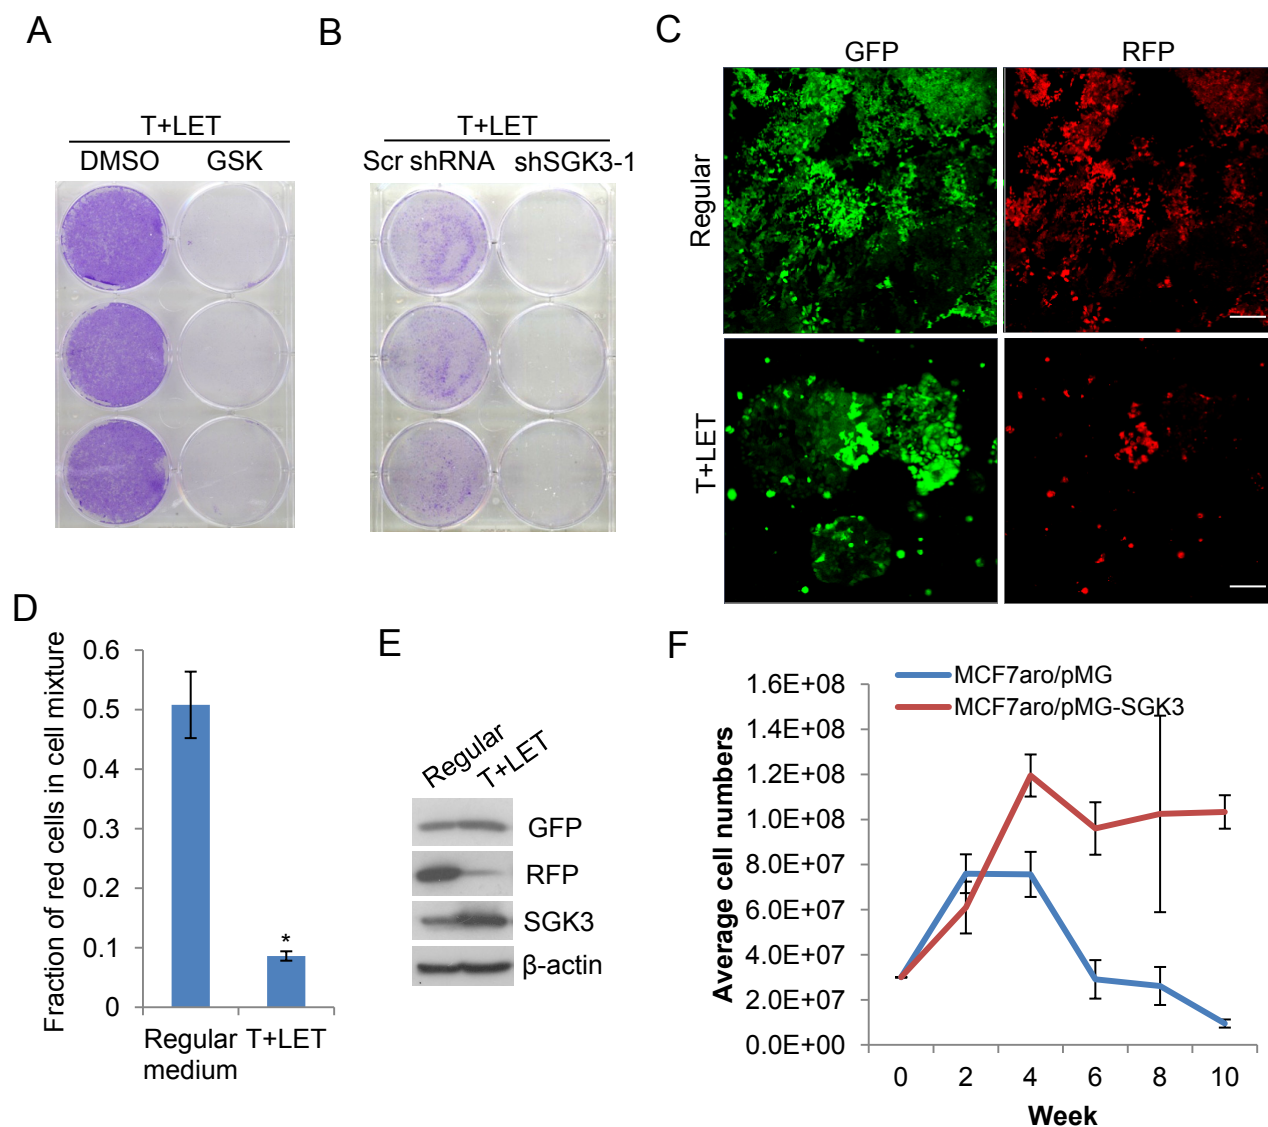 A
T+LET
DMSO GSK
B
T+LET
Scr shRNA shSGK3-1
C
GFP RFP
Regular
T+LET
D
Fraction of red cells in cell mixture
0.6
0.5
0.4
0.3
0.2
0.1
0
*
Regular medium
T+LET
E
Regular
T+LET
GFP
RFP
SGK3
β-actin
F
MCF7aro/pMG
MCF7aro/pMG-SGK3
Average cell numbers
1.6E+08
1.4E+08
1.2E+08
1.0E+08
8.0E+07
6.0E+07
4.0E+07
2.0E+07
0.0E+00
0 2 4 6 8 10
Week